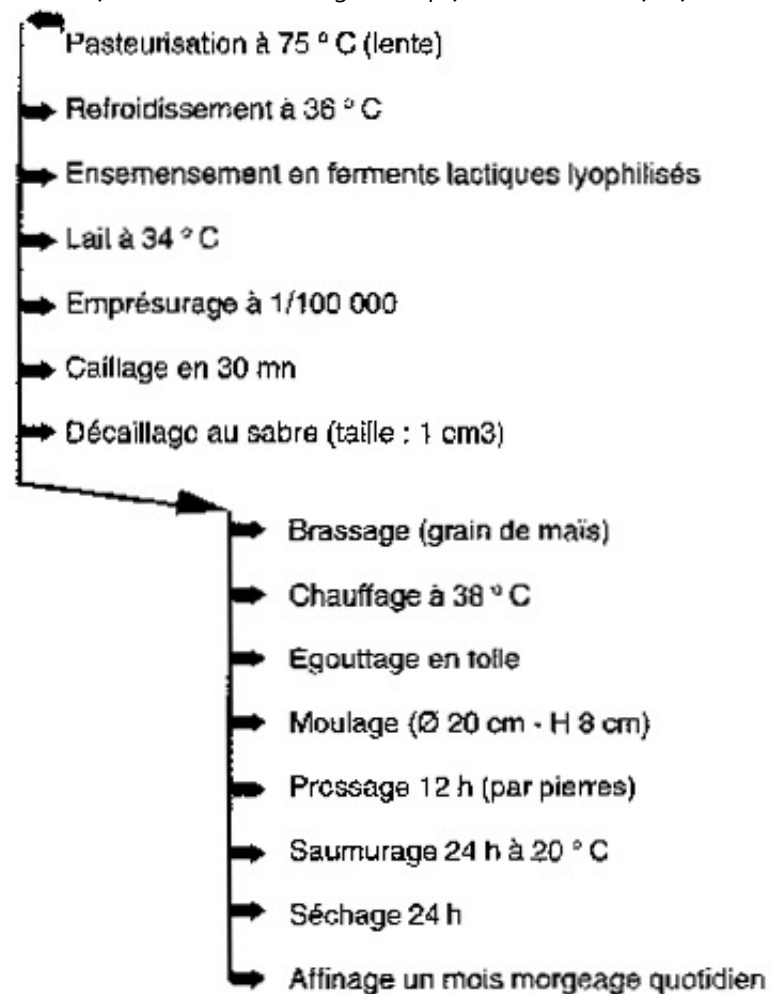 Pasteurisation à 75 ° C (lente)
Refroidissement à 36 ° C
Ensemensement en ferments lactiques lyophilisés
Lail à 34 ° C
Emprésurage à 1/100 000
Caillage en 30 mn
Décaillage au sabre (taille : 1 cm3)
Brassage (grain de maïs)
Chauffage à 38 ° C
Égouttage en toile
Moulage (Ø 20 cm - H 8 cm)
Pressage 12 h (par pierres)
Saumurage 24 h à 20 ° C
Séchage 24 h
Affinage un mois morgeage quotidien